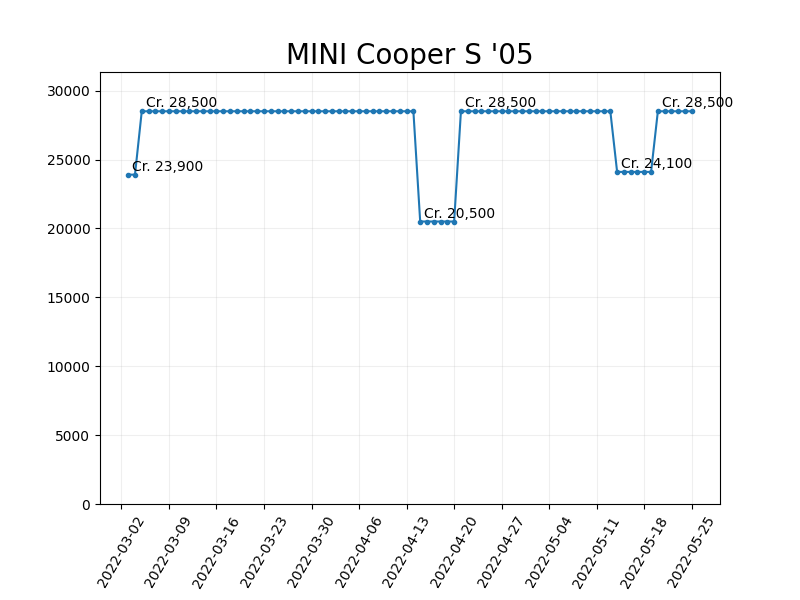 MINI Cooper S '05
30000
25000
20000
15000
10000
5000
0
Cr. 23,900
Cr. 28,500
Cr. 20,500
Cr. 28,500
Cr. 24,100
Cr. 28,500
2022-03-02
2022-03-09
2022-03-16
2022-03-23
2022-03-30
2022-04-06
2022-04-13
2022-04-20
2022-04-27
2022-05-04
2022-05-11
2022-05-18
2022-05-25